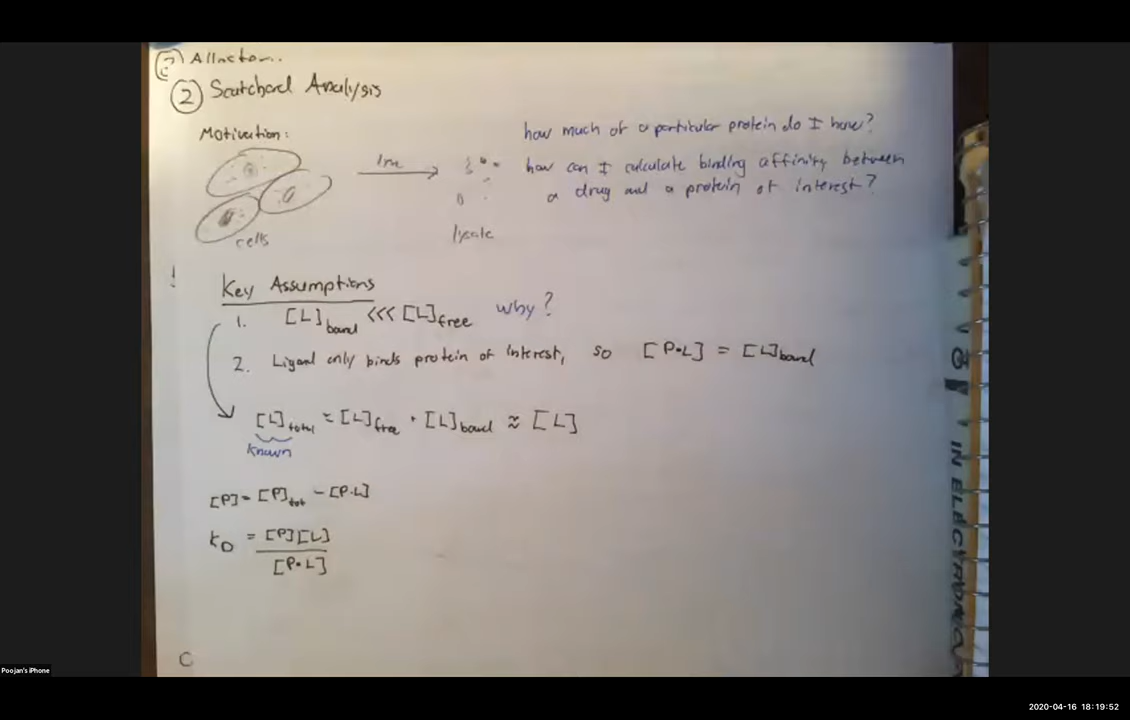 ② Scatchard Analysis
Motivation:
how much of a particular protein do I have?
how can I calculate binding affinity between
a drug and a protein of interest?
cells
lysate
Key Assumptions
1. [L]bound <<< [L]free why?
2. Ligand only binds protein of interest, so [P•L] = [L]bound
[L]total = [L]free + [L]bound ≈ [L]
known
[P] = [P]tot - [P•L]
KD = [P][L]
[P•L]
IN ELECTRONIC
Poojan's iPhone
2020-04-16 18:19:52